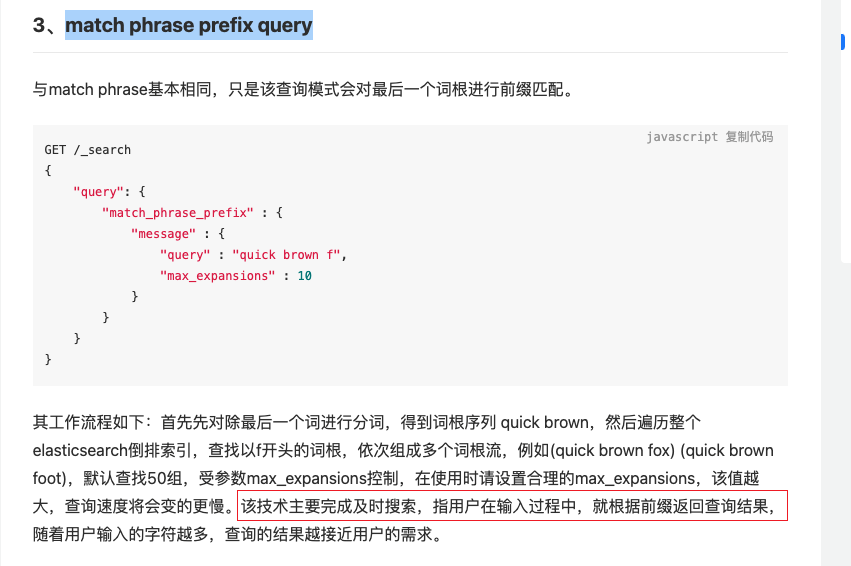 3、match phrase prefix query
与match phrase基本相同，只是该查询模式会对最后一个词根进行前缀匹配。
javascript 复制代码
GET /_search
{
    "query": {
        "match_phrase_prefix" : {
            "message" : {
                "query" : "quick brown f",
                "max_expansions" : 10
            }
        }
    }
}
其工作流程如下：首先先对除最后一个词进行分词，得到词根序列 quick brown，然后遍历整个
elasticsearch倒排索引，查找以f开头的词根，依次组成多个词根流，例如(quick brown fox) (quick brown
foot)，默认查找50组，受参数max_expansions控制，在使用时请设置合理的max_expansions，该值越
大，查询速度将会变的更慢。该技术主要完成及时搜索，指用户在输入过程中，就根据前缀返回查询结果，
随着用户输入的字符越多，查询的结果越接近用户的需求。